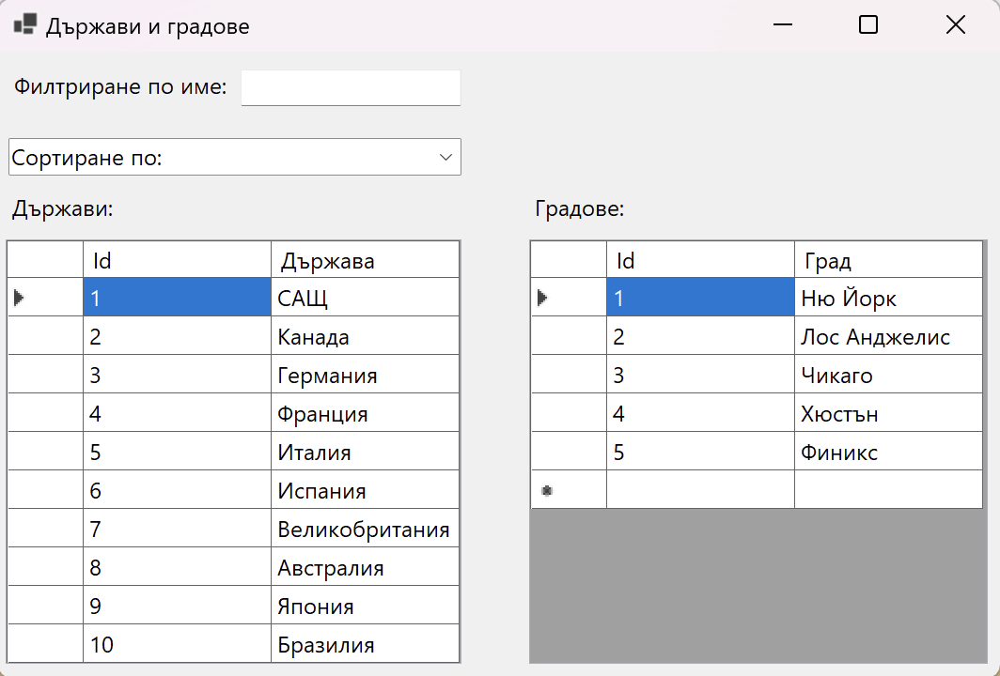 Държави и градове
Филтриране по име:
Сортиране по:
Държави:
Id Държава
1 САЩ
2 Канада
3 Германия
4 Франция
5 Италия
6 Испания
7 Великобритания
8 Австралия
9 Япония
10 Бразилия
Градове:
Id Град
1 Ню Йорк
2 Лос Анджелис
3 Чикаго
4 Хюстън
5 Финикс